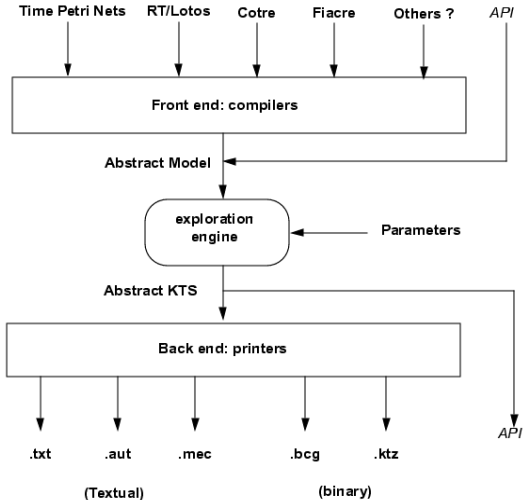 Time Petri Nets RT/Lotos Cotre Fiacre Others ? API
Front end: compilers
Abstract Model
exploration
engine
Parameters
Abstract KTS
Back end: printers
API
.txt .aut .mec .bcg .ktz
(Textual) (binary)